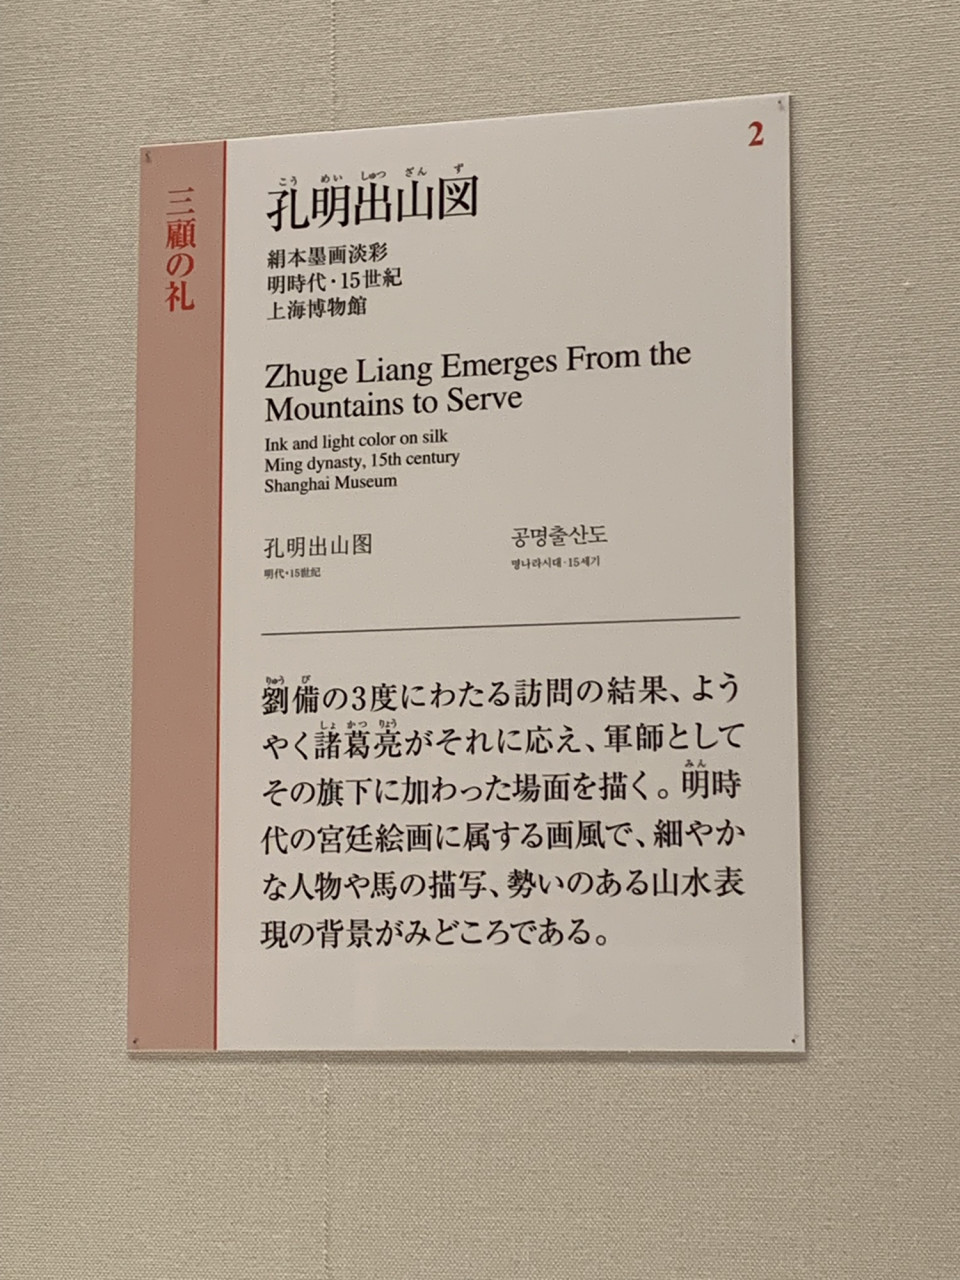 2
三顧の礼
こう めい しゅつ ざん ず
孔明出山図
絹本墨画淡彩
明時代・15世紀
上海博物館
Zhuge Liang Emerges From the
Mountains to Serve
Ink and light color on silk
Ming dynasty, 15th century
Shanghai Museum
孔明出山图
明代・15世纪
공명출산도
명나라시대・15세기
りゅう び
劉備の3度にわたる訪問の結果、よう
しょ かつ りょう
やく諸葛亮がそれに応え、軍師として
みん
その旗下に加わった場面を描く。明時
代の宮廷絵画に属する画風で、細やか
な人物や馬の描写、勢いのある山水表
現の背景がみどころである。